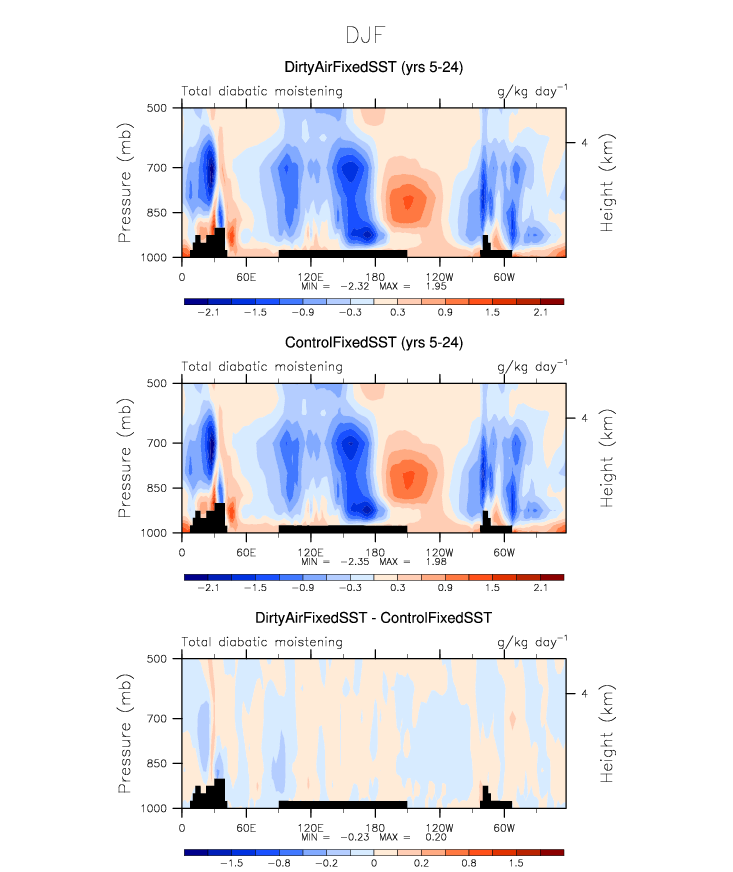 DJF
DirtyAirFixedSST (yrs 5-24)
Total diabatic moistening g/kg day⁻¹
500
700
850
1000
Pressure (mb)
4
Height (km)
0 60E 120E 180 120W 60W
MIN = -2.32 MAX = 1.95
-2.1 -1.5 -0.9 -0.3 0.3 0.9 1.5 2.1
ControlFixedSST (yrs 5-24)
Total diabatic moistening g/kg day⁻¹
500
700
850
1000
Pressure (mb)
4
Height (km)
0 60E 120E 180 120W 60W
MIN = -2.35 MAX = 1.98
-2.1 -1.5 -0.9 -0.3 0.3 0.9 1.5 2.1
DirtyAirFixedSST - ControlFixedSST
Total diabatic moistening g/kg day⁻¹
500
700
850
1000
Pressure (mb)
4
Height (km)
0 60E 120E 180 120W 60W
MIN = -0.23 MAX = 0.20
-1.5 -0.8 -0.2 0 0.2 0.8 1.5